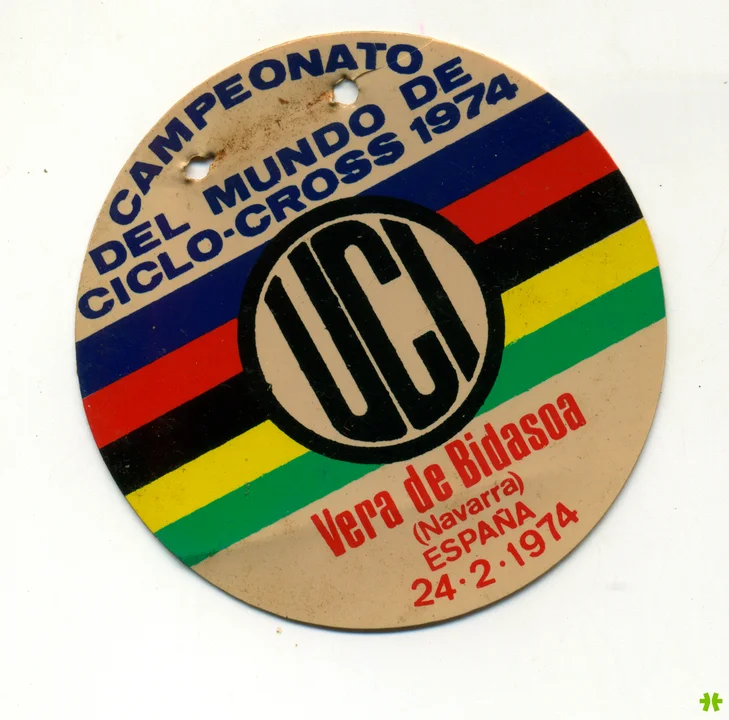 CAMPEONATO
DEL MUNDO DE
CICLO-CROSS 1974
UCI
Vera de Bidasoa
(Navarra)
ESPAÑA
24·2·1974